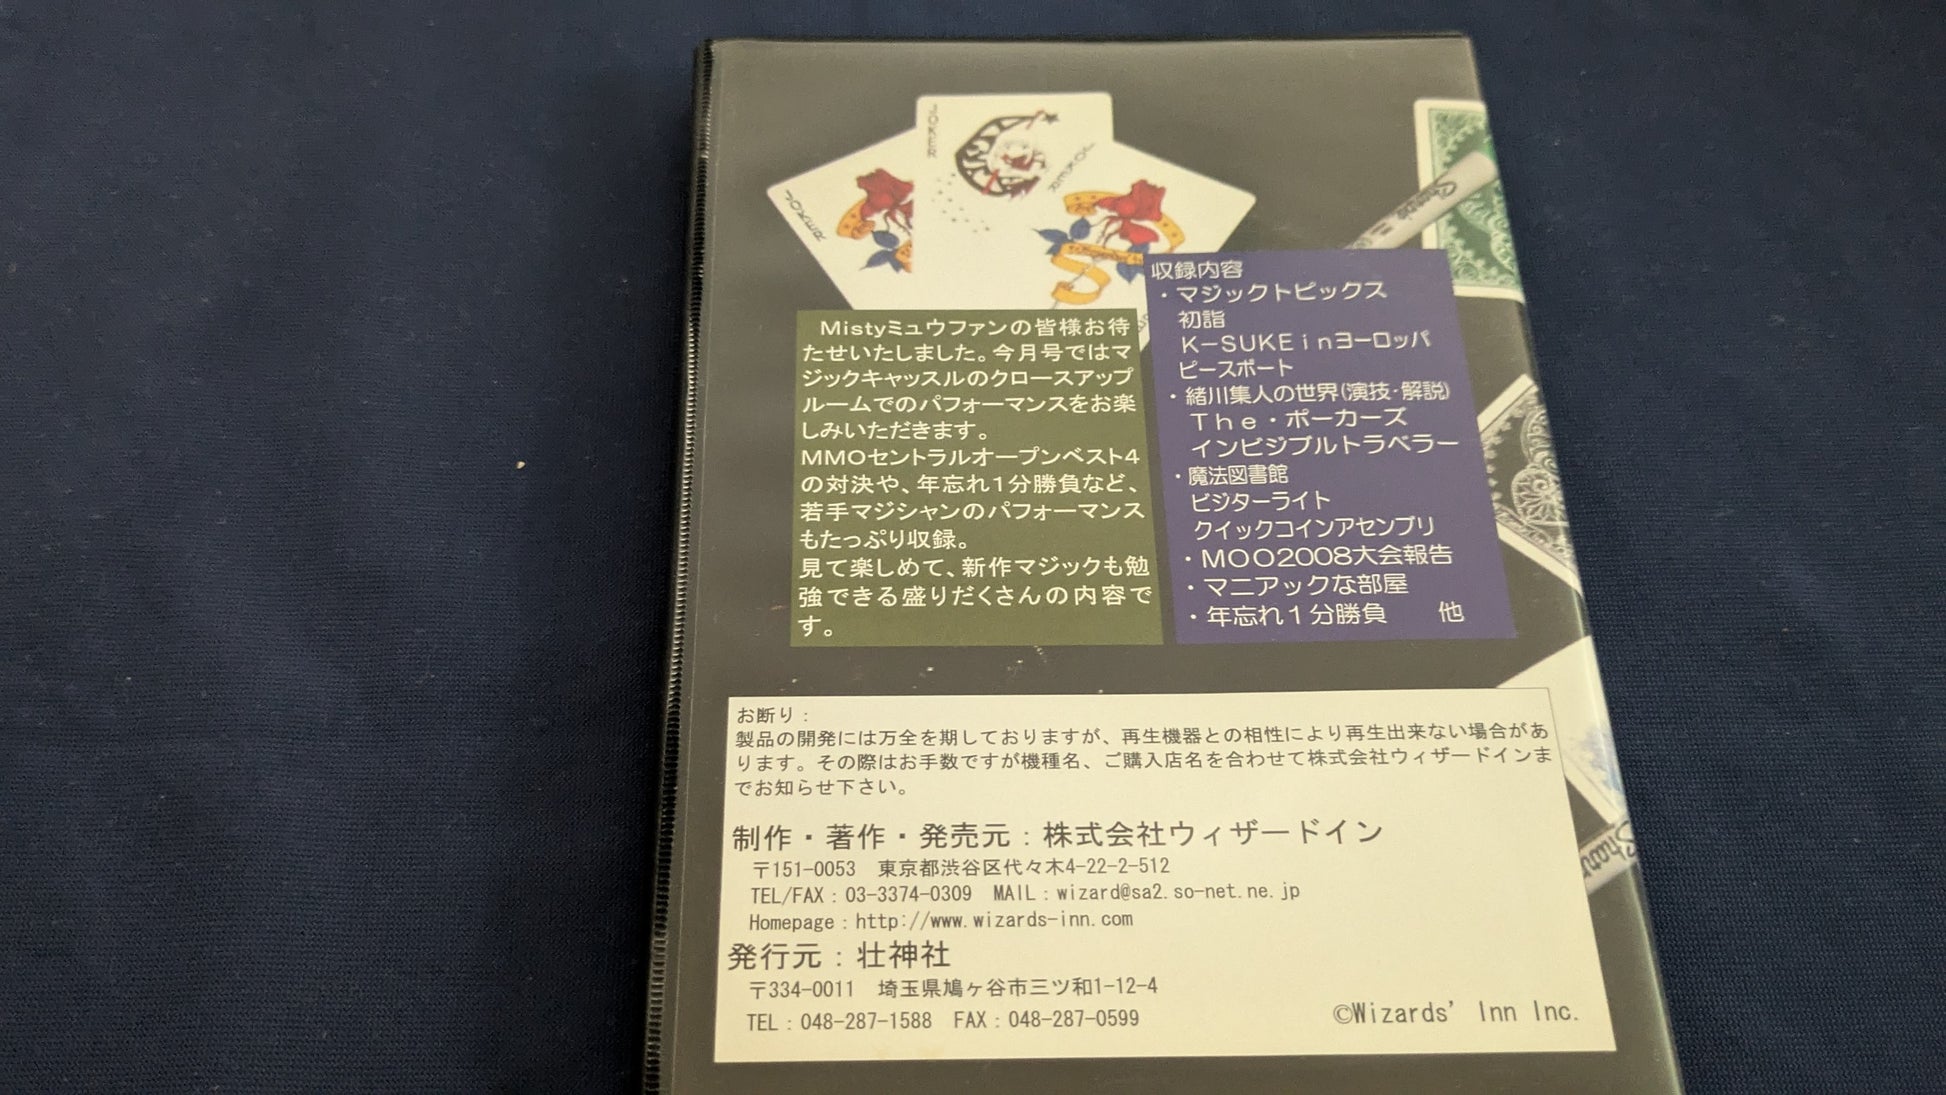 JOKER
JOKER
JOKER
Mistyミュウファンの皆様お待
たせいたしました。今月号ではマ
ジックキャッスルのクロースアップ
ルームでのパフォーマンスをお楽
しみいただきます。
MMOセントラルオープンベスト4
の対決や、年忘れ1分勝負など、
若手マジシャンのパフォーマンス
もたっぷり収録。
見て楽しめて、新作マジックも勉
強できる盛りだくさんの内容で
す。
収録内容
・マジックトピックス
初詣
K－SUKEinヨーロッパ
ピースボート
・緒川集人の世界(演技・解説)
The・ポーカーズ
インビジブルトラベラー
・魔法図書館
ビジターライト
クイックコインアセンブリ
・MOO2008大会報告
・マニアックな部屋
・年忘れ1分勝負　他
お断り：
製品の開発には万全を期しておりますが、再生機器との相性により再生出来ない場合があ
ります。その際はお手数ですが機種名、ご購入店名を合わせて株式会社ウィザードインま
でお知らせ下さい。
制作・著作・発売元：株式会社ウィザードイン
〒151-0053　東京都渋谷区代々木4-22-2-512
TEL/FAX：03-3374-0309　MAIL：wizard@sa2.so-net.ne.jp
Homepage：http://www.wizards-inn.com
発行元：壮神社
〒334-0011　埼玉県鳩ヶ谷市三ツ和1-12-4
TEL：048-287-1588　FAX：048-287-0599
©Wizards' Inn Inc.